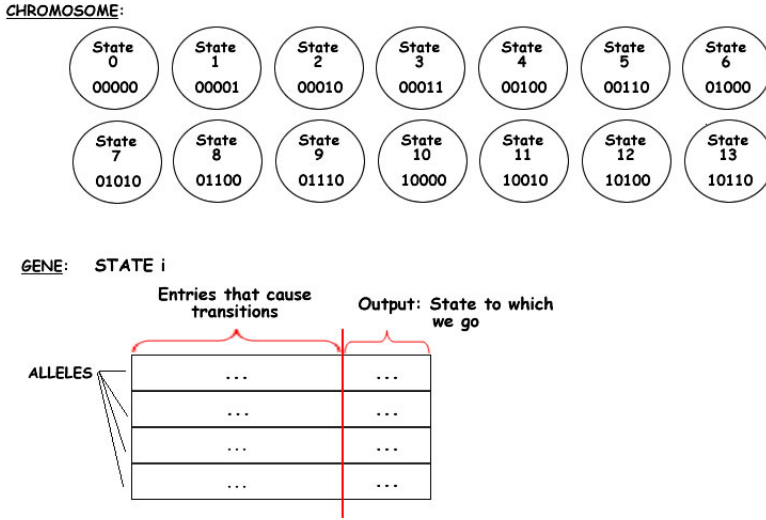 CHROMOSOME:
State 0 00000
State 1 00001
State 2 00010
State 3 00011
State 4 00100
State 5 00110
State 6 01000
State 7 01010
State 8 01100
State 9 01110
State 10 10000
State 11 10010
State 12 10100
State 13 10110
GENE: STATE i
Entries that cause
transitions
Output: State to which
we go
ALLELES
... ...
... ...
... ...
... ...